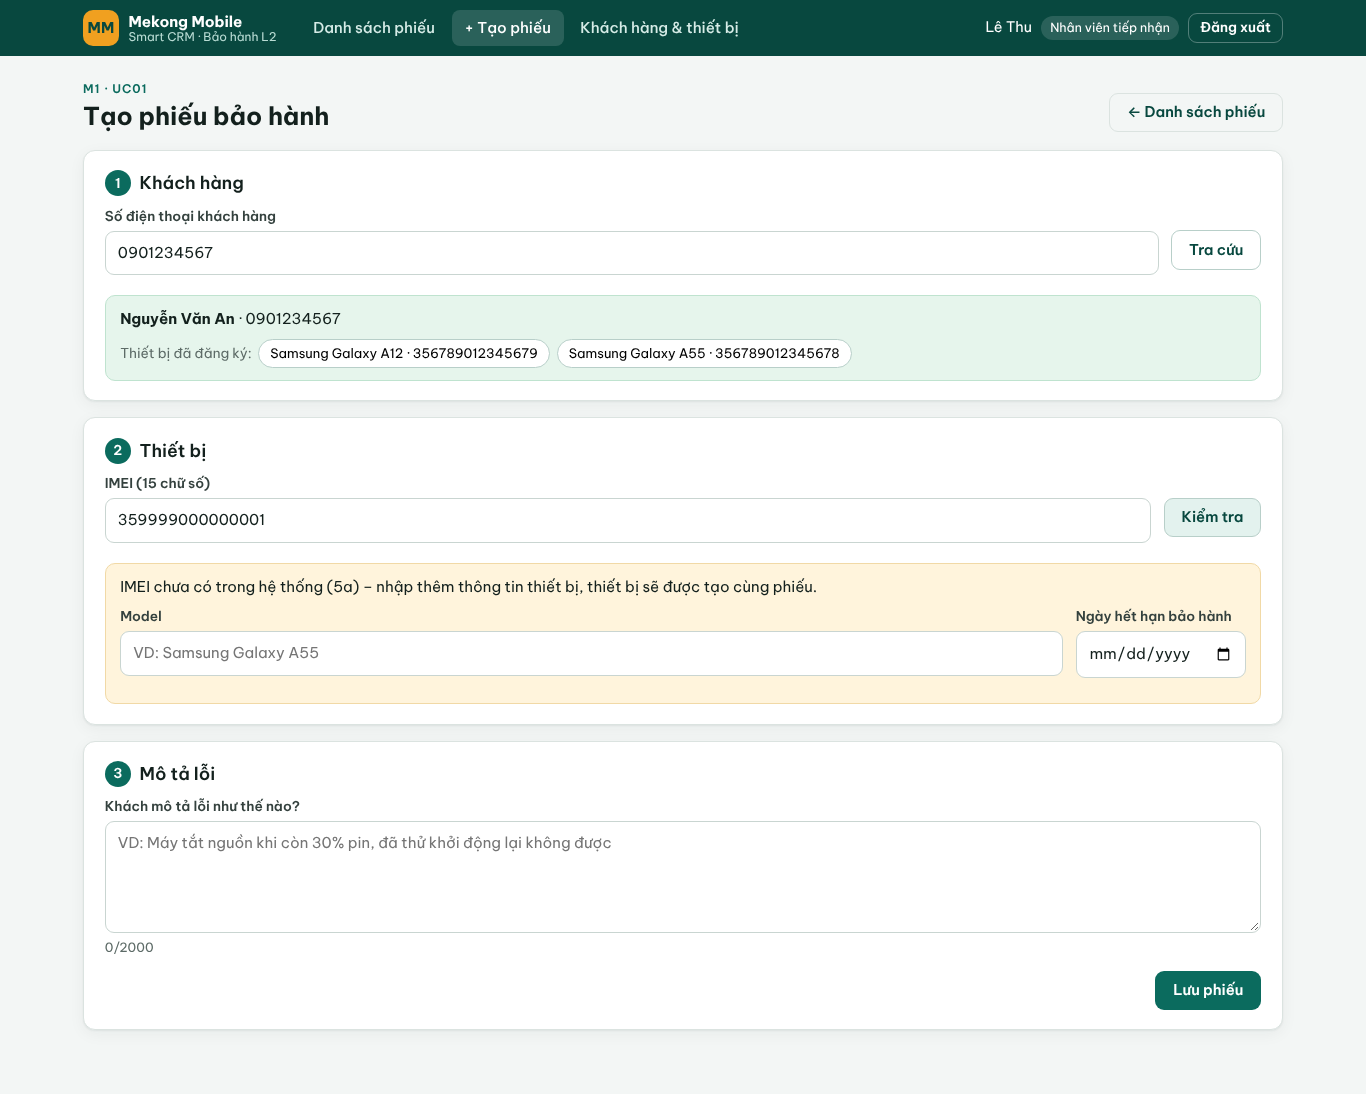 MM
Mekong Mobile
Smart CRM · Bảo hành L2
Danh sách phiếu
+ Tạo phiếu
Khách hàng & thiết bị
Lê Thu
Nhân viên tiếp nhận
Đăng xuất
M1 · UC01
Tạo phiếu bảo hành
← Danh sách phiếu
1 Khách hàng
Số điện thoại khách hàng
0901234567
Tra cứu
Nguyễn Văn An · 0901234567
Thiết bị đã đăng ký: Samsung Galaxy A12 · 356789012345679 Samsung Galaxy A55 · 356789012345678
2 Thiết bị
IMEI (15 chữ số)
359999000000001
Kiểm tra
IMEI chưa có trong hệ thống (5a) – nhập thêm thông tin thiết bị, thiết bị sẽ được tạo cùng phiếu.
Model
Ngày hết hạn bảo hành
VD: Samsung Galaxy A55
mm/dd/yyyy
3 Mô tả lỗi
Khách mô tả lỗi như thế nào?
VD: Máy tắt nguồn khi còn 30% pin, đã thử khởi động lại không được
0/2000
Lưu phiếu